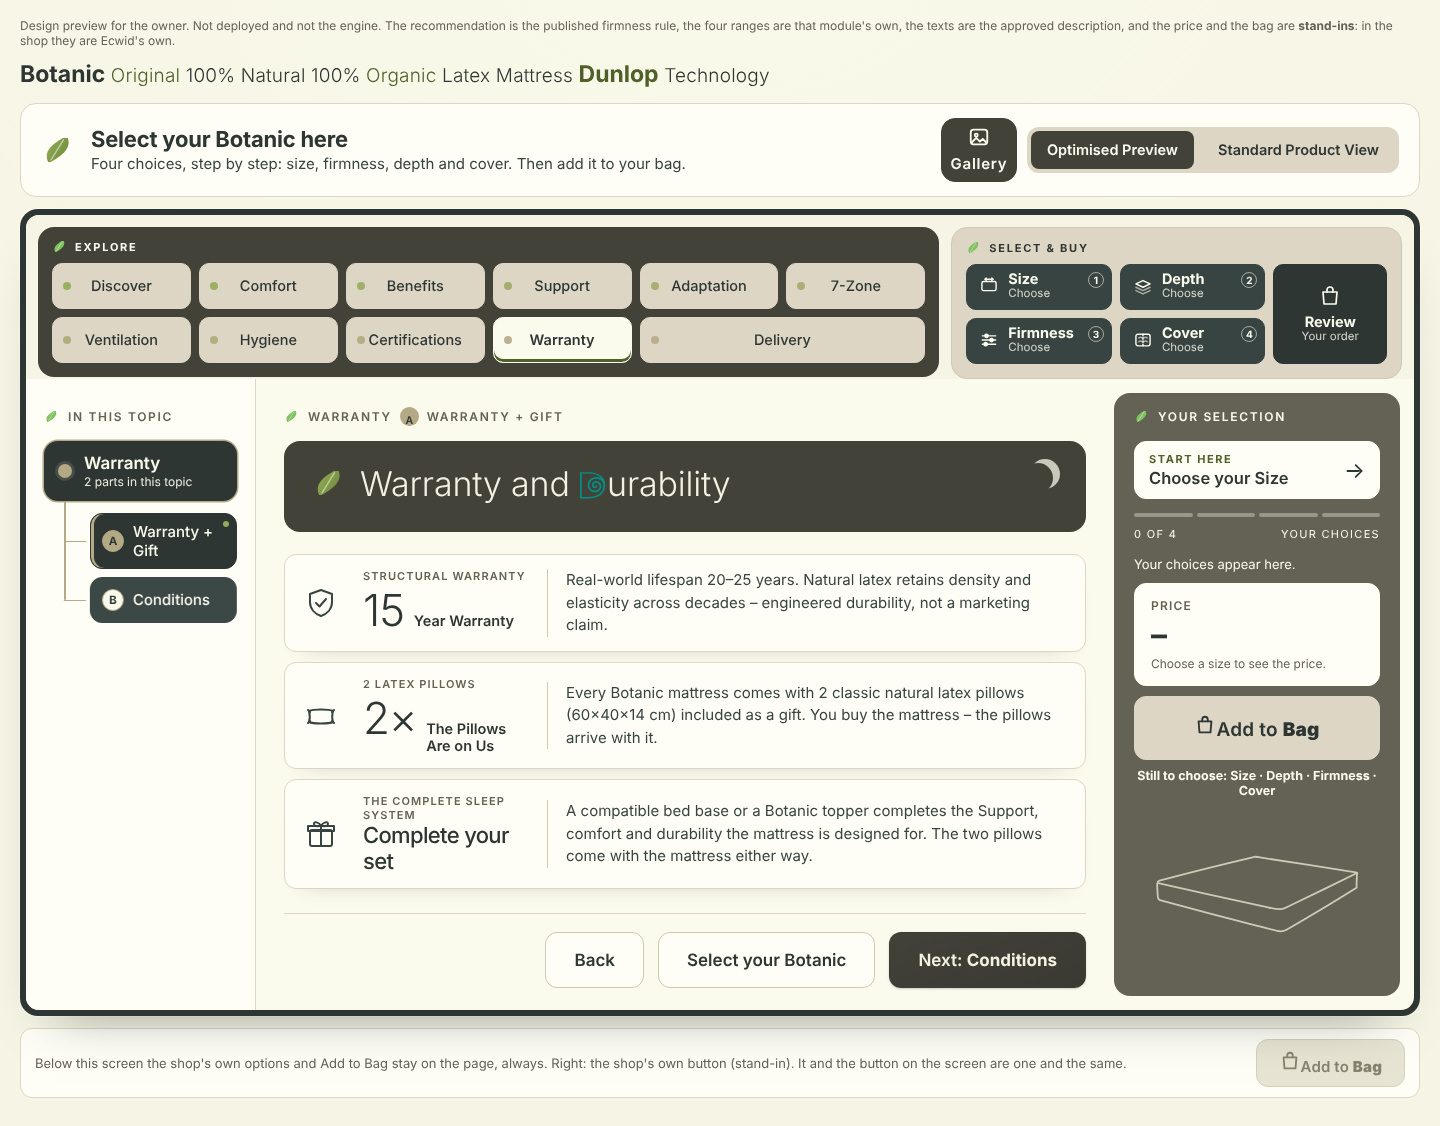 Design preview for the owner. Not deployed and not the engine. The recommendation is the published firmness rule, the four ranges are that module's own, the texts are the approved description, and the price and the bag are stand-ins: in the
shop they are Ecwid's own.
Botanic Original 100% Natural 100% Organic Latex Mattress Dunlop Technology
Select your Botanic here
Four choices, step by step: size, firmness, depth and cover. Then add it to your bag.
Gallery
Optimised Preview
Standard Product View
EXPLORE
Discover
Comfort
Benefits
Support
Adaptation
7-Zone
Ventilation
Hygiene
Certifications
Warranty
Delivery
SELECT & BUY
Size
Choose
1
Depth
Choose
2
Firmness
Choose
3
Cover
Choose
4
Review
Your order
IN THIS TOPIC
Warranty
2 parts in this topic
A
Warranty +
Gift
B
Conditions
WARRANTY A WARRANTY + GIFT
Warranty and Durability
STRUCTURAL WARRANTY
15 Year Warranty
Real-world lifespan 20–25 years. Natural latex retains density and
elasticity across decades – engineered durability, not a marketing
claim.
2 LATEX PILLOWS
2× The Pillows
Are on Us
Every Botanic mattress comes with 2 classic natural latex pillows
(60×40×14 cm) included as a gift. You buy the mattress – the pillows
arrive with it.
THE COMPLETE SLEEP
SYSTEM
Complete your
set
A compatible bed base or a Botanic topper completes the Support,
comfort and durability the mattress is designed for. The two pillows
come with the mattress either way.
Back
Select your Botanic
Next: Conditions
YOUR SELECTION
START HERE
Choose your Size
0 OF 4
YOUR CHOICES
Your choices appear here.
PRICE
–
Choose a size to see the price.
Add to Bag
Still to choose: Size · Depth · Firmness ·
Cover
Below this screen the shop's own options and Add to Bag stay on the page, always. Right: the shop's own button (stand-in). It and the button on the screen are one and the same.
Add to Bag